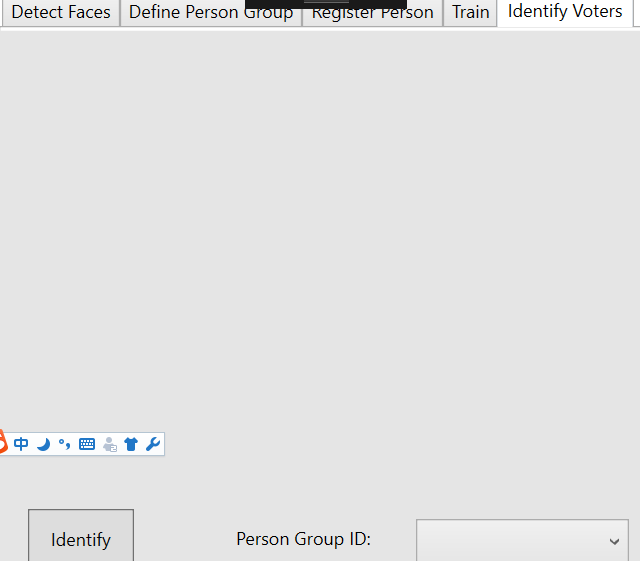 Detect Faces
Define Person Group
Register Person
Train
Identify Voters
中
Identify
Person Group ID: